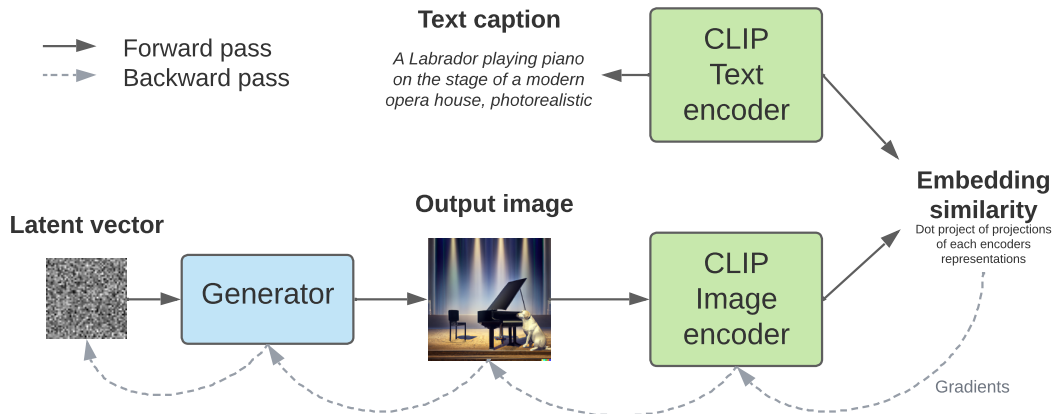 Forward pass
Backward pass
Text caption
A Labrador playing piano
on the stage of a modern
opera house, photorealistic
CLIP
Text
encoder
Embedding
similarity
Dot project of projections
of each encoders
representations
Latent vector
Generator
Output image
CLIP
Image
encoder
Gradients